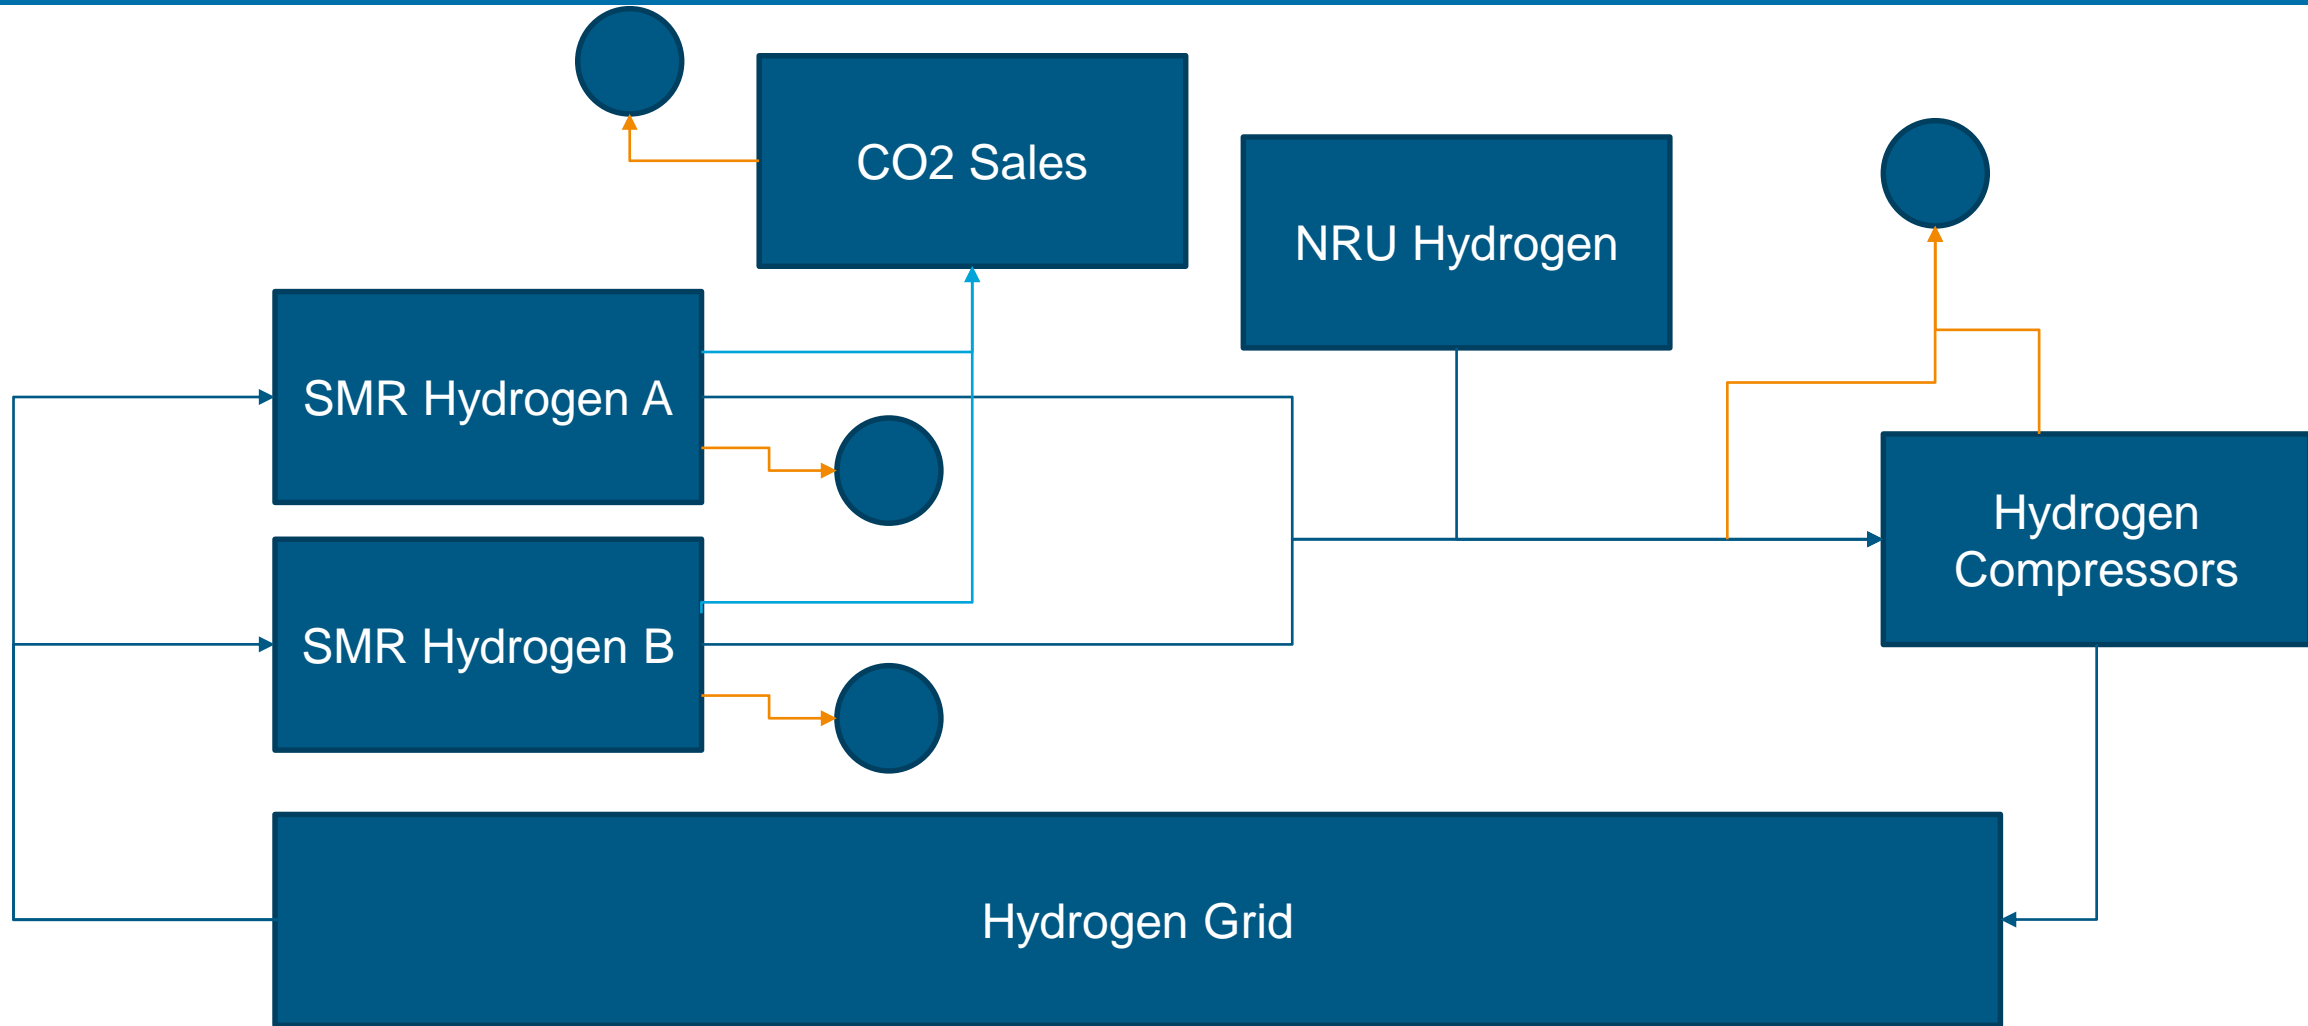 CO2 Sales
NRU Hydrogen
SMR Hydrogen A
Hydrogen
Compressors
SMR Hydrogen B
Hydrogen Grid